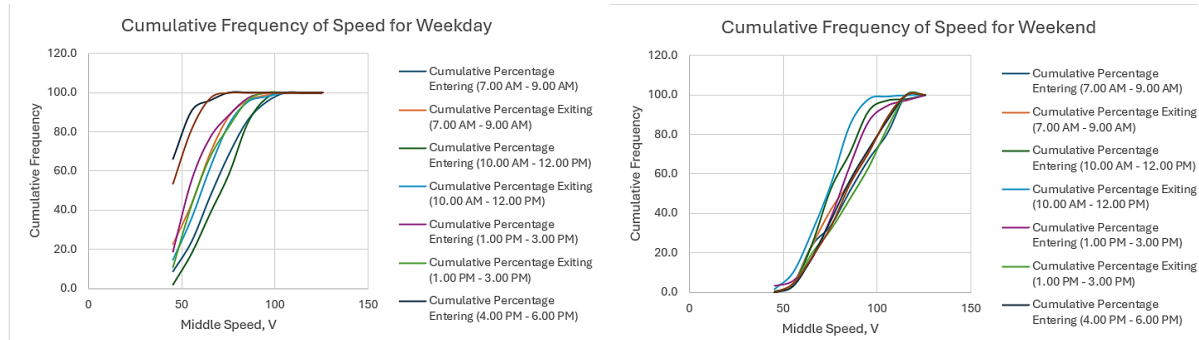 Cumulative Frequency of Speed for Weekday
120.0
100.0
80.0
60.0
40.0
20.0
0.0
0
50
100
150
Cumulative Frequency
Middle Speed, V
Cumulative Percentage
Entering (7.00 AM - 9.00 AM)
Cumulative Percentage Exiting
(7.00 AM - 9.00 AM)
Cumulative Percentage
Entering (10.00 AM - 12.00 PM)
Cumulative Percentage Exiting
(10.00 AM - 12.00 PM)
Cumulative Percentage
Entering (1.00 PM - 3.00 PM)
Cumulative Percentage Exiting
(1.00 PM - 3.00 PM)
Cumulative Percentage
Entering (4.00 PM - 6.00 PM)
Cumulative Frequency of Speed for Weekend
120.0
100.0
80.0
60.0
40.0
20.0
0.0
0
50
100
150
Cumulative Frequency
Middle Speed, V
Cumulative Percentage
Entering (7.00 AM - 9.00 AM)
Cumulative Percentage Exiting
(7.00 AM - 9.00 AM)
Cumulative Percentage
Entering (10.00 AM - 12.00 PM)
Cumulative Percentage Exiting
(10.00 AM - 12.00 PM)
Cumulative Percentage
Entering (1.00 PM - 3.00 PM)
Cumulative Percentage Exiting
(1.00 PM - 3.00 PM)
Cumulative Percentage
Entering (4.00 PM - 6.00 PM)